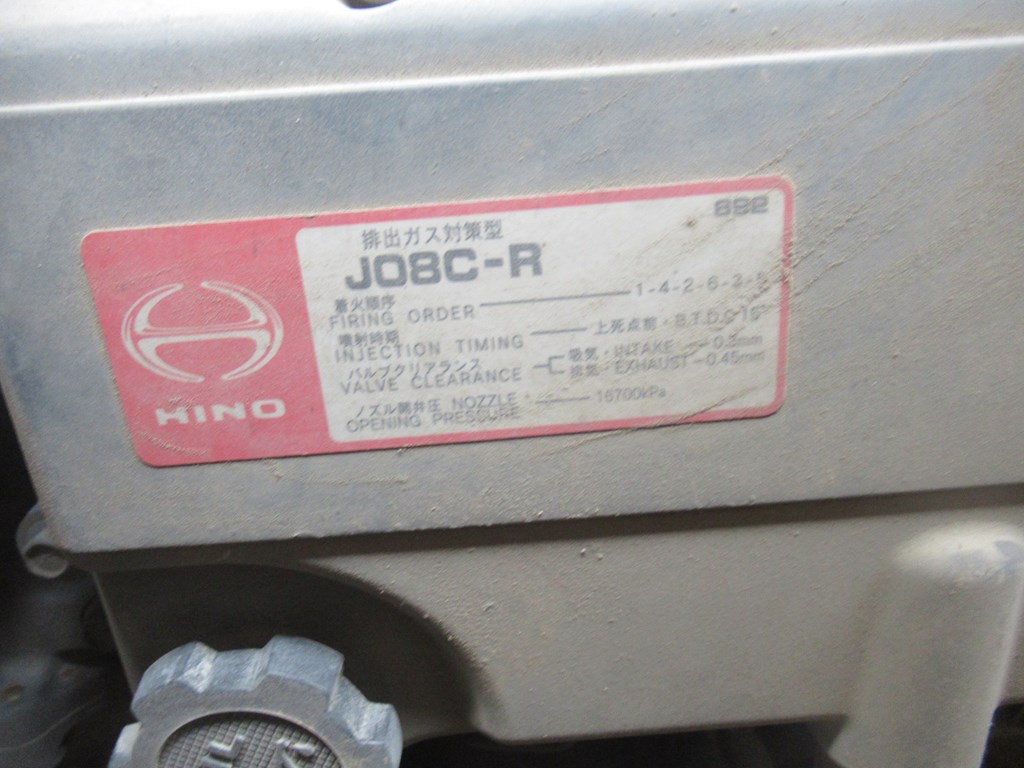 HINO
692
排出ガス対策型
J08C-R
着火順序
FIRING ORDER 1-4-2-6-3-5
噴射時期
INJECTION TIMING 上死点前・B.T.D.C
バルブクリアランス
VALVE CLEARANCE
吸気・INTAKE 0.3mm
排気・EXHAUST 0.45mm
ノズル開弁圧 NOZZLE 16700kPa
OPENING PRESSURE